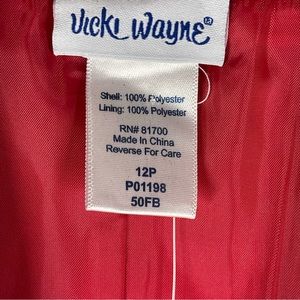 Vicki Wayne
Shell: 100% Polyester
Lining: 100% Polyester
RN# 81700
Made In China
Reverse For Care
12P
P01198
50FB